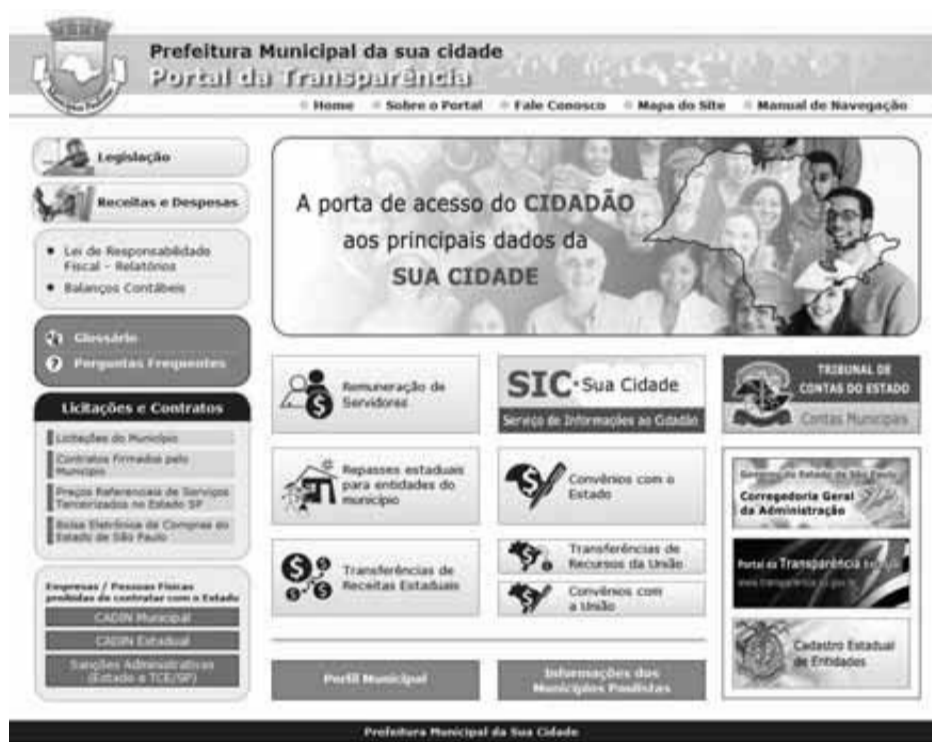 Prefeitura Municipal da sua cidade
Portal da Transparência
Home
Sobre o Portal
Fale Conosco
Mapa do Site
Manual de Navegação
Legislação
Receitas e Despesas
Lei de Responsabilidade
Fiscal - Relatórios
Balanços Contábeis
Glossário
Perguntas Frequentes
Licitações e Contratos
Licitações do Município
Contratos Firmados pelo
Município
Preços Referenciais de Serviços
Terceirizados no Estado SP
Bolsa Eletrônica de Compras do
Estado de São Paulo
Empresas / Pessoas Físicas
proibidas de contratar com o Estado
CADIN Municipal
CADIN Estadual
Sanções Administrativas
(Estado e TCE/SP)
A porta de acesso do CIDADÃO
aos principais dados da
SUA CIDADE
Remuneração de
Servidores
SIC Sua Cidade
Serviço de Informações ao Cidadão
TRIBUNAL DE
CONTAS DO ESTADO
Contas Municipais
Repasses estaduais
para entidades do
município
Convênios com o
Estado
Governo do Estado de São Paulo
Corregedoria Geral
da Administração
Transferências de
Receitas Estaduais
Transferências de
Recursos da União
Convênios com
a União
Portal da Transparência
Cadastro Estadual
de Entidades
Perfil Municipal
Informações dos
Municípios Paulistas
Prefeitura Municipal da Sua Cidade